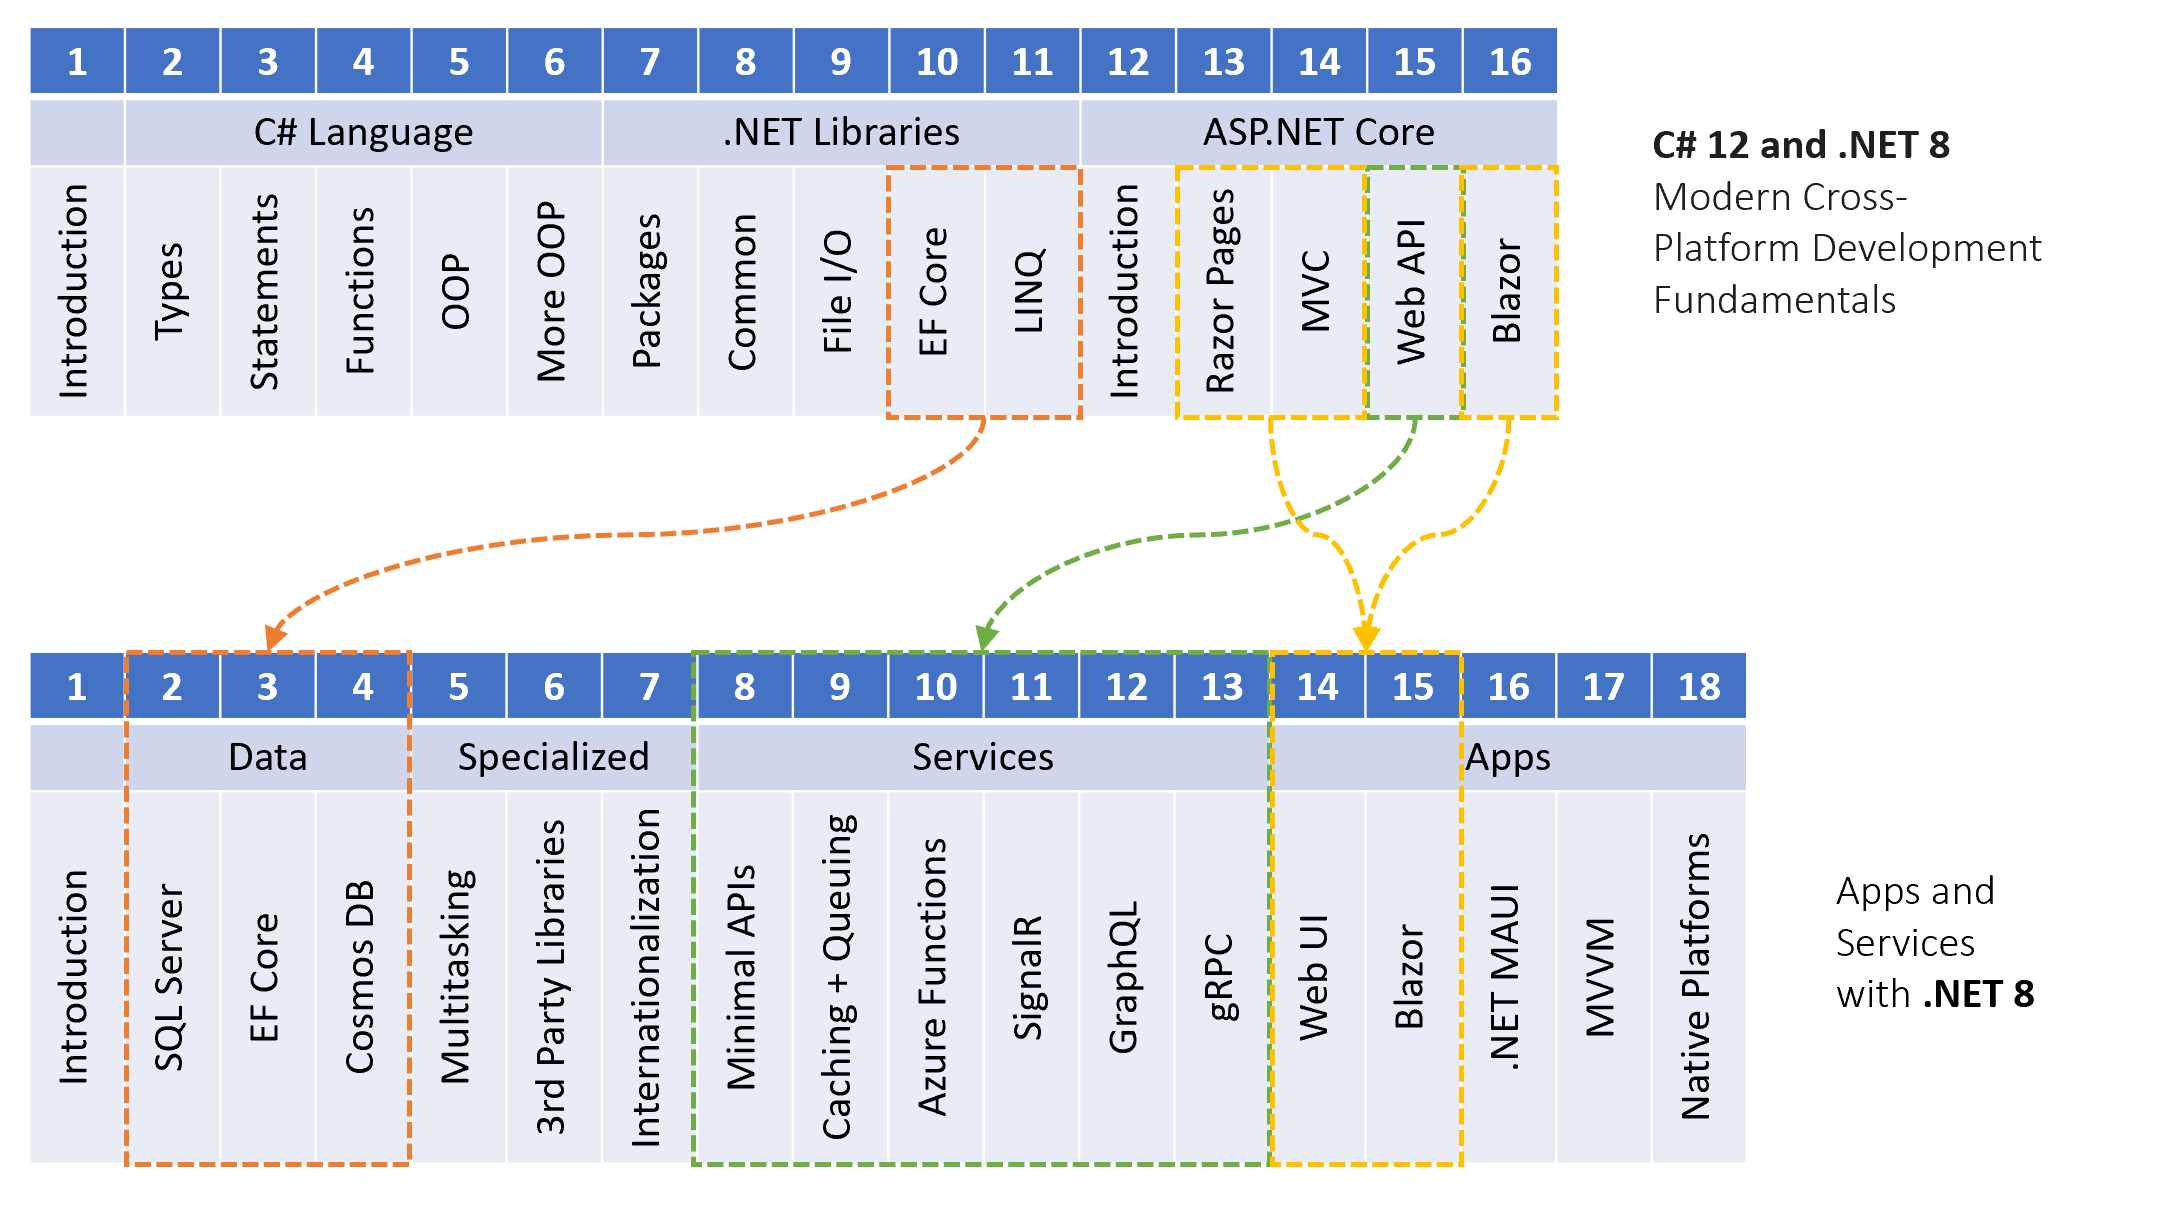 1 2 3 4 5 6 7 8 9 10 11 12 13 14 15 16
C# Language .NET Libraries ASP.NET Core
Introduction
Types
Statements
Functions
OOP
More OOP
Packages
Common
File I/O
EF Core
LINQ
Introduction
Razor Pages
MVC
Web API
Blazor
C# 12 and .NET 8
Modern Cross-
Platform Development
Fundamentals
1 2 3 4 5 6 7 8 9 10 11 12 13 14 15 16 17 18
Data Specialized Services Apps
Introduction
SQL Server
EF Core
Cosmos DB
Multitasking
3rd Party Libraries
Internationalization
Minimal APIs
Caching + Queuing
Azure Functions
SignalR
GraphQL
gRPC
Web UI
Blazor
.NET MAUI
MVVM
Native Platforms
Apps and
Services
with .NET 8